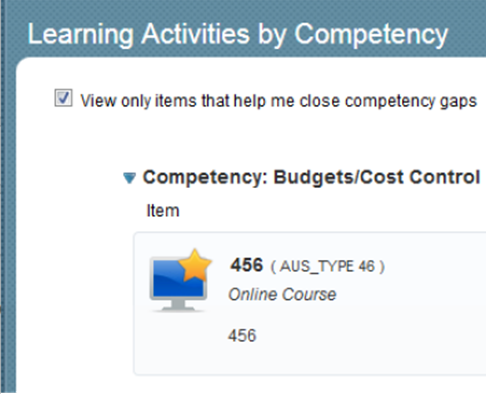 Learning Activities by Competency
View only items that help me close competency gaps
Competency: Budgets/Cost Control
Item
456 ( AUS_TYPE 46 )
Online Course
456